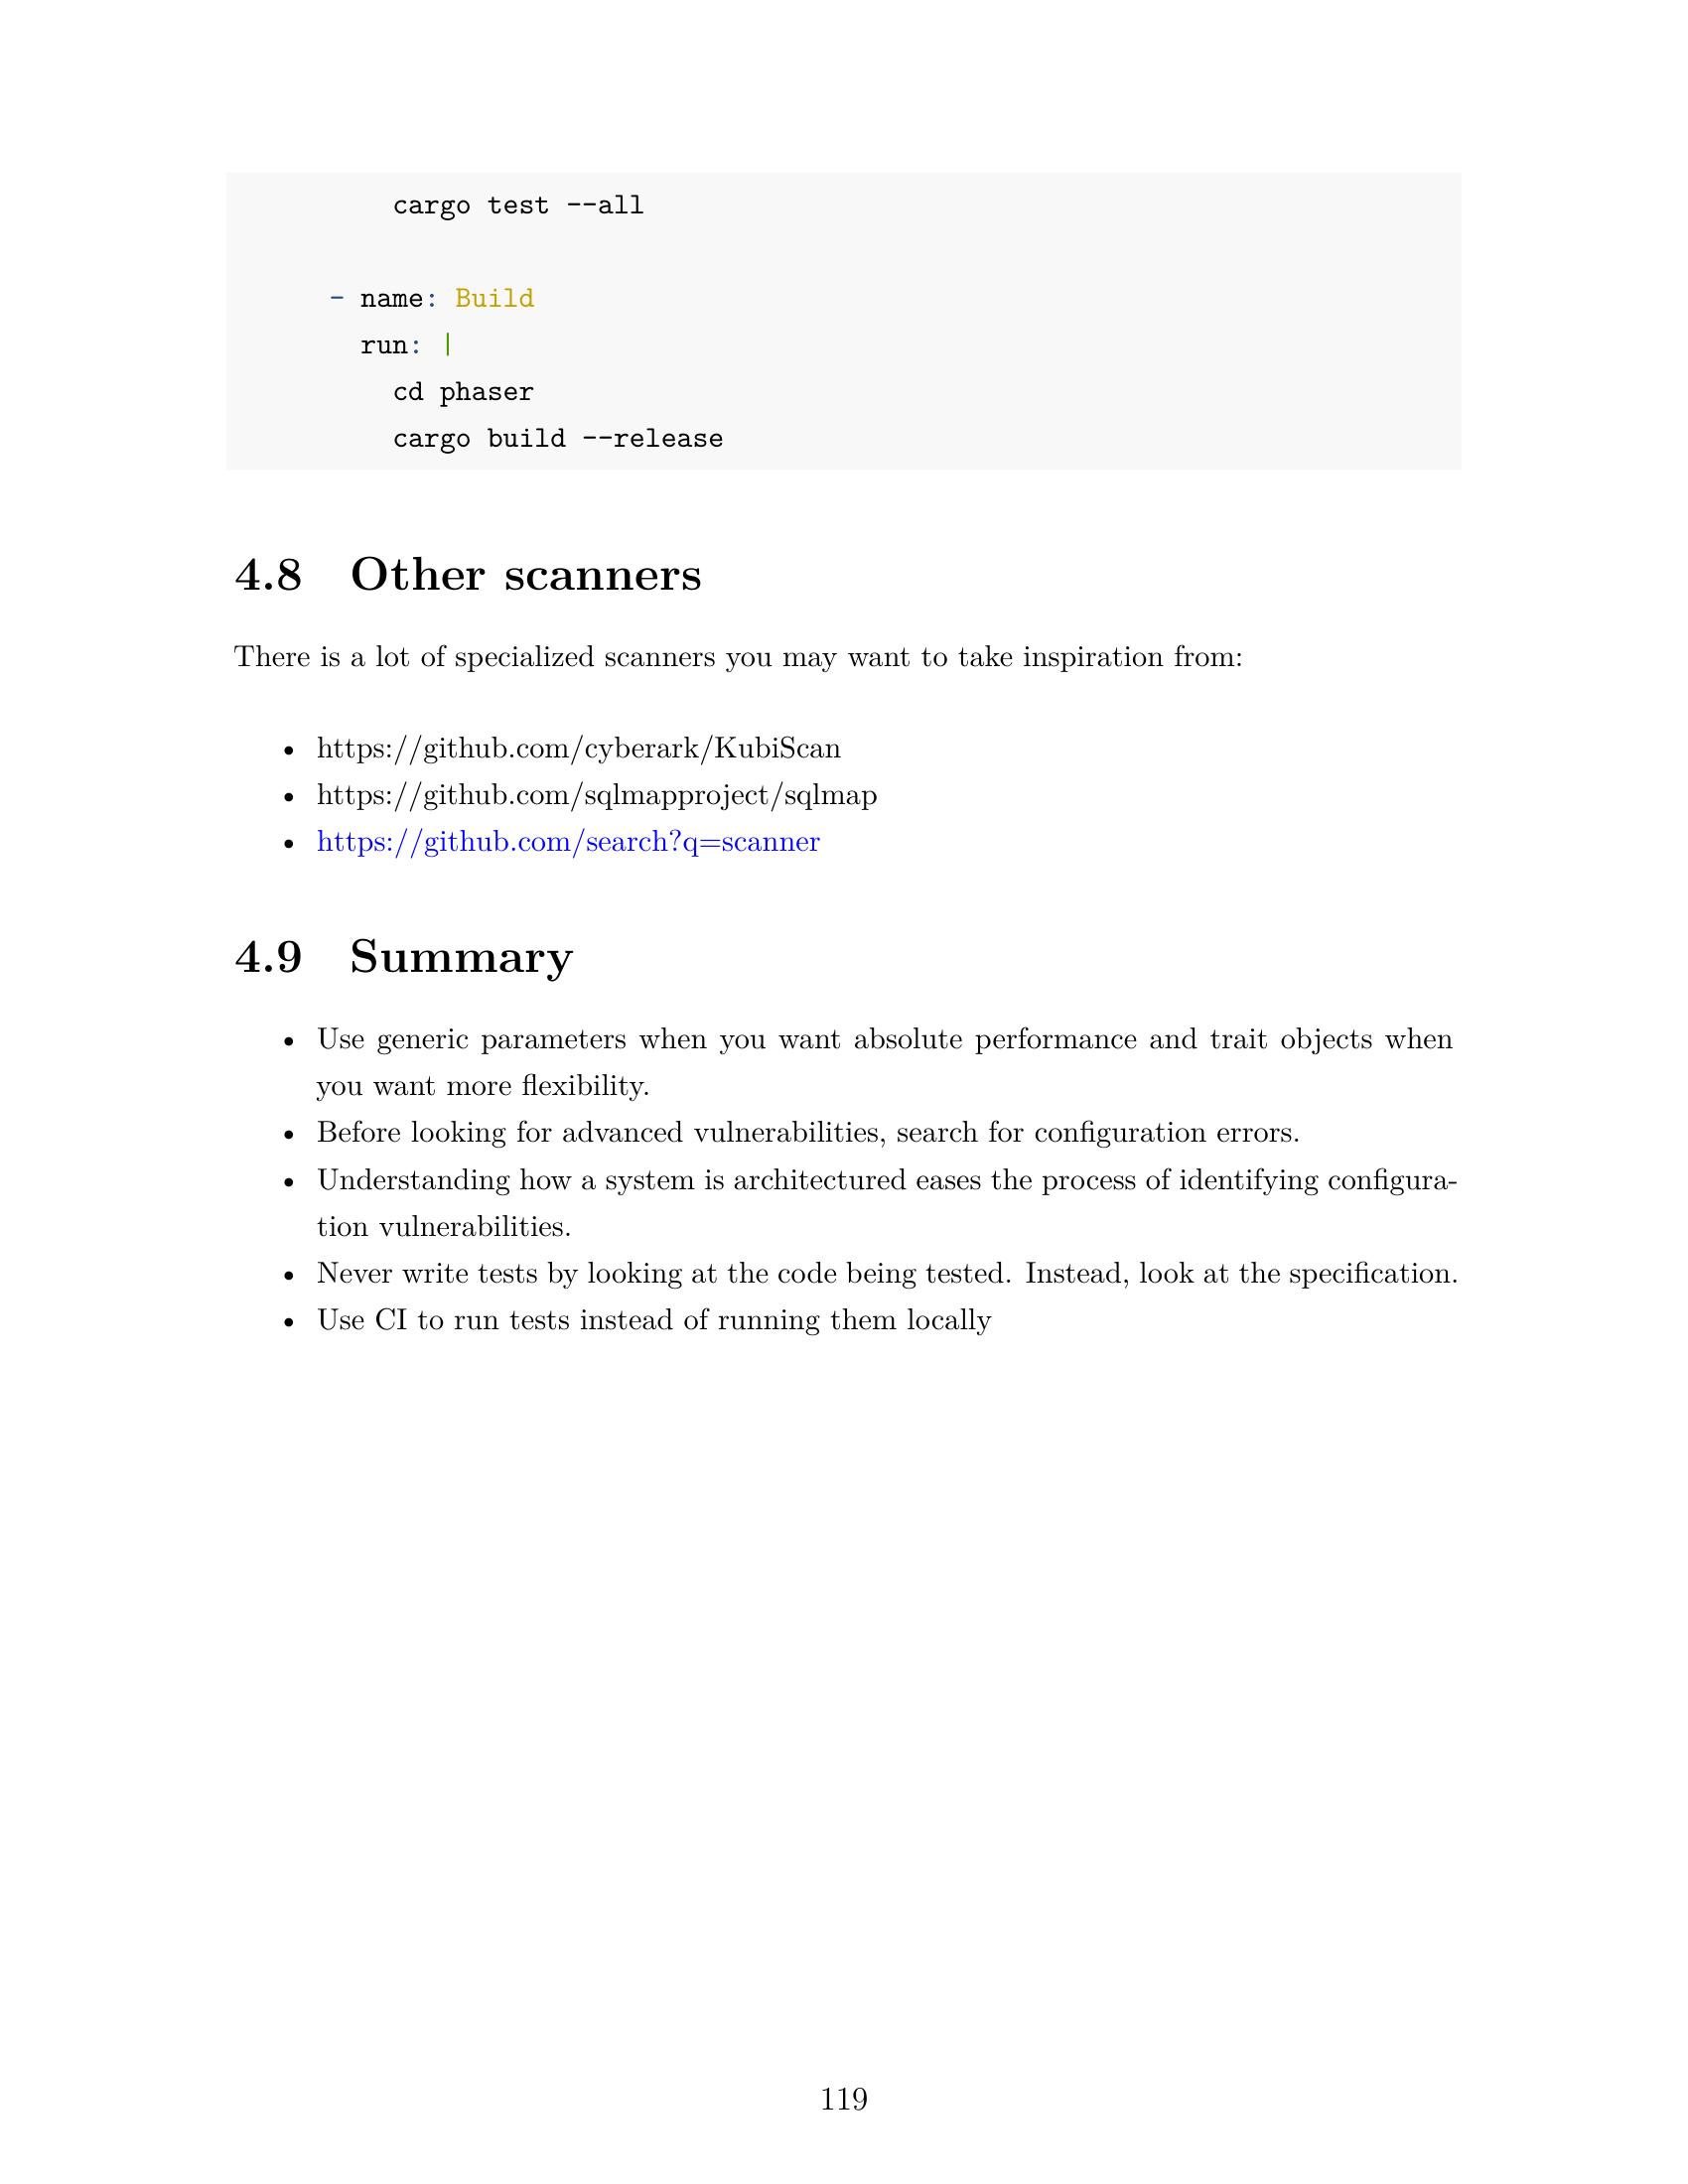 cargo test --all
- name: Build
run: |
cd phaser
cargo build --release
4.8 Other scanners
There is a lot of specialized scanners you may want to take inspiration from:
• https://github.com/cyberark/KubiScan
• https://github.com/sqlmapproject/sqlmap
• https://github.com/search?q=scanner
4.9 Summary
• Use generic parameters when you want absolute performance and trait objects when
you want more flexibility.
• Before looking for advanced vulnerabilities, search for configuration errors.
• Understanding how a system is architectured eases the process of identifying configura-
tion vulnerabilities.
• Never write tests by looking at the code being tested. Instead, look at the specification.
• Use CI to run tests instead of running them locally
119